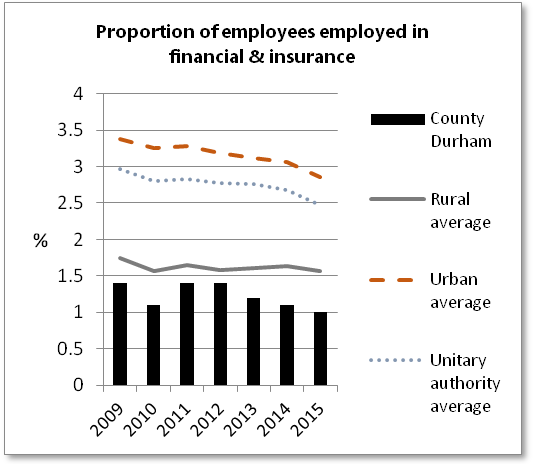 Proportion of employees employed in
financial & insurance
4
3.5
3
2.5
2
1.5
1
0.5
0
%
2009
2010
2011
2012
2013
2014
2015
County
Durham
Rural
average
Urban
average
Unitary
authority
average